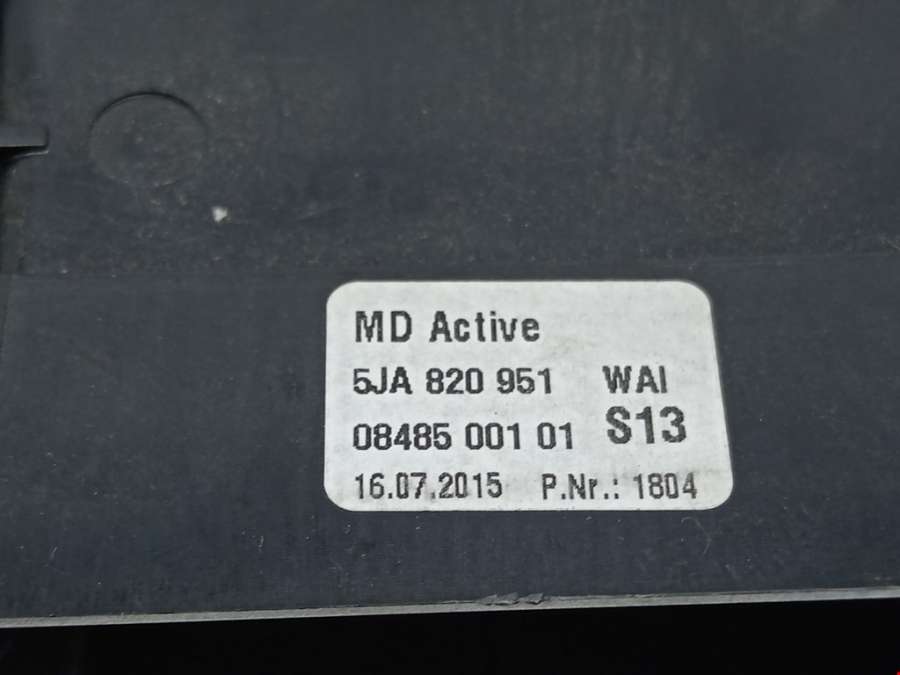 MD Active
5JA 820 951 WAI
08485 001 01 S13
16.07.2015 P.Nr.: 1804